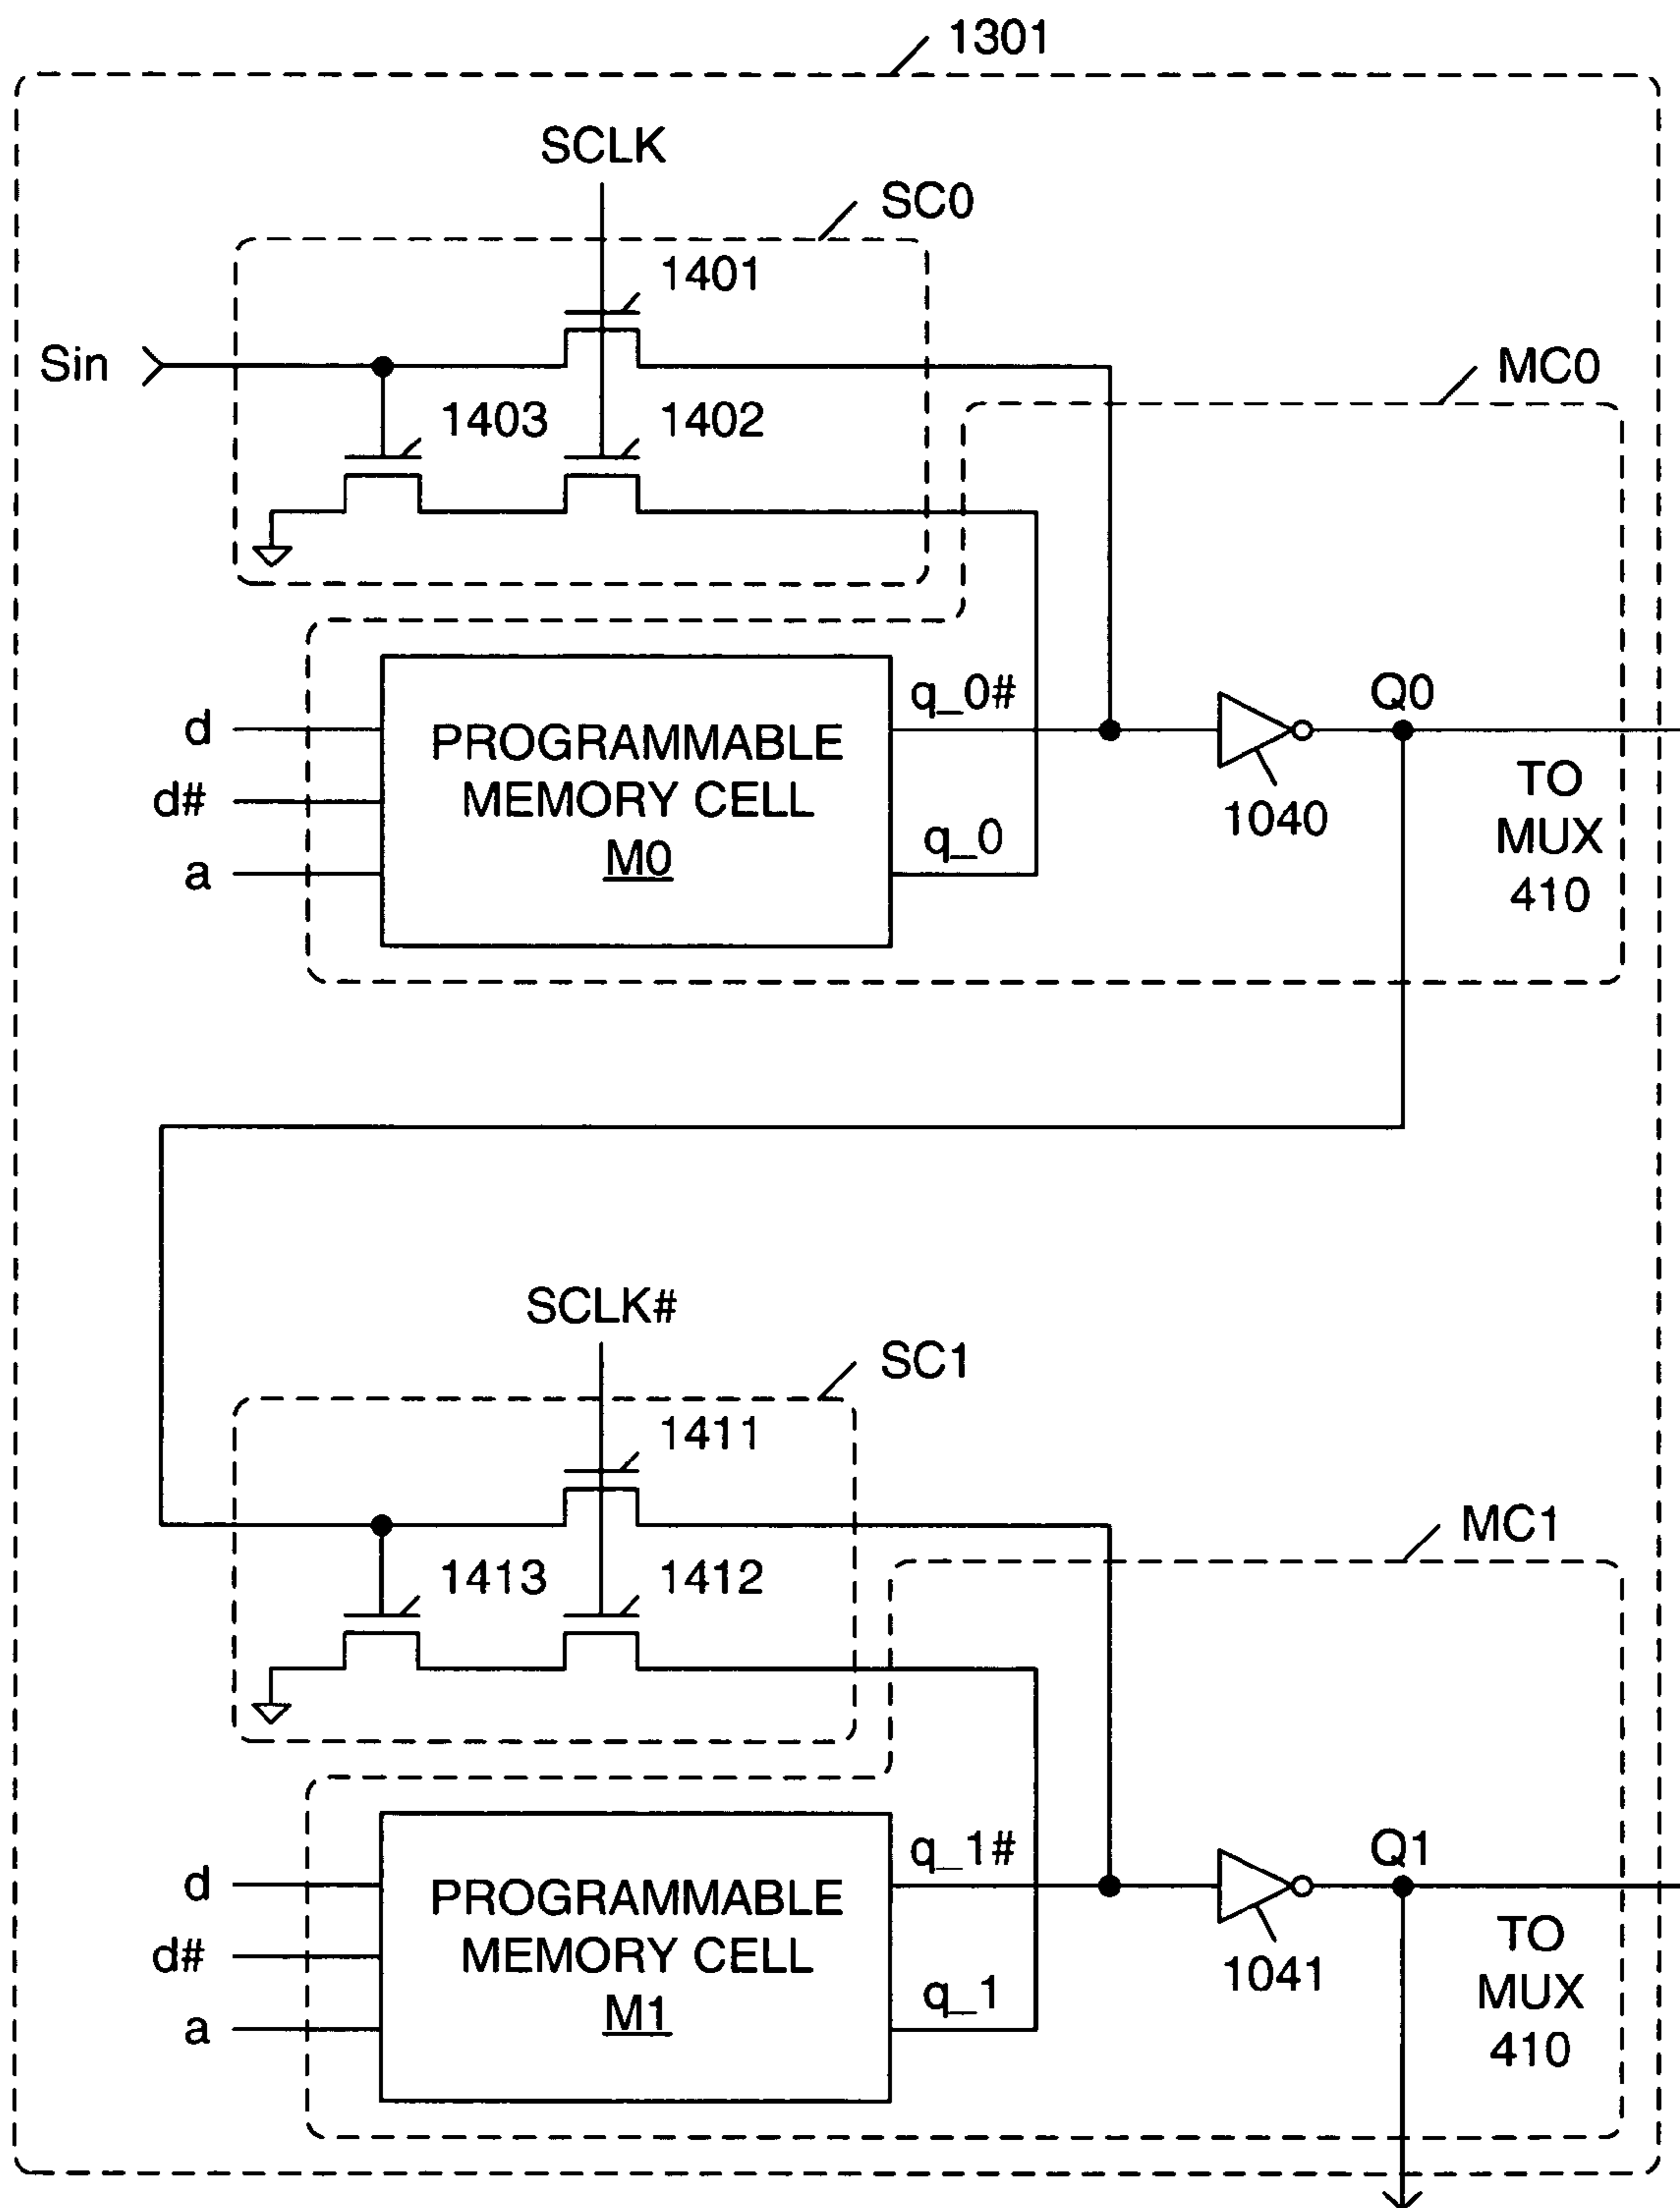 1301
SCLK
SC0
1401
Sin
MC0
1403
1402
q_0#
Q0
d
PROGRAMMABLE
d#
MEMORY CELL
TO
1040
MUX
q_0
M0
a
410
SCLK#
SC1
1411
MC1
1413
1412
q_1#
Q1
d
PROGRAMMABLE
d#
MEMORY CELL
TO
1041
MUX
q_1
M1
a
410